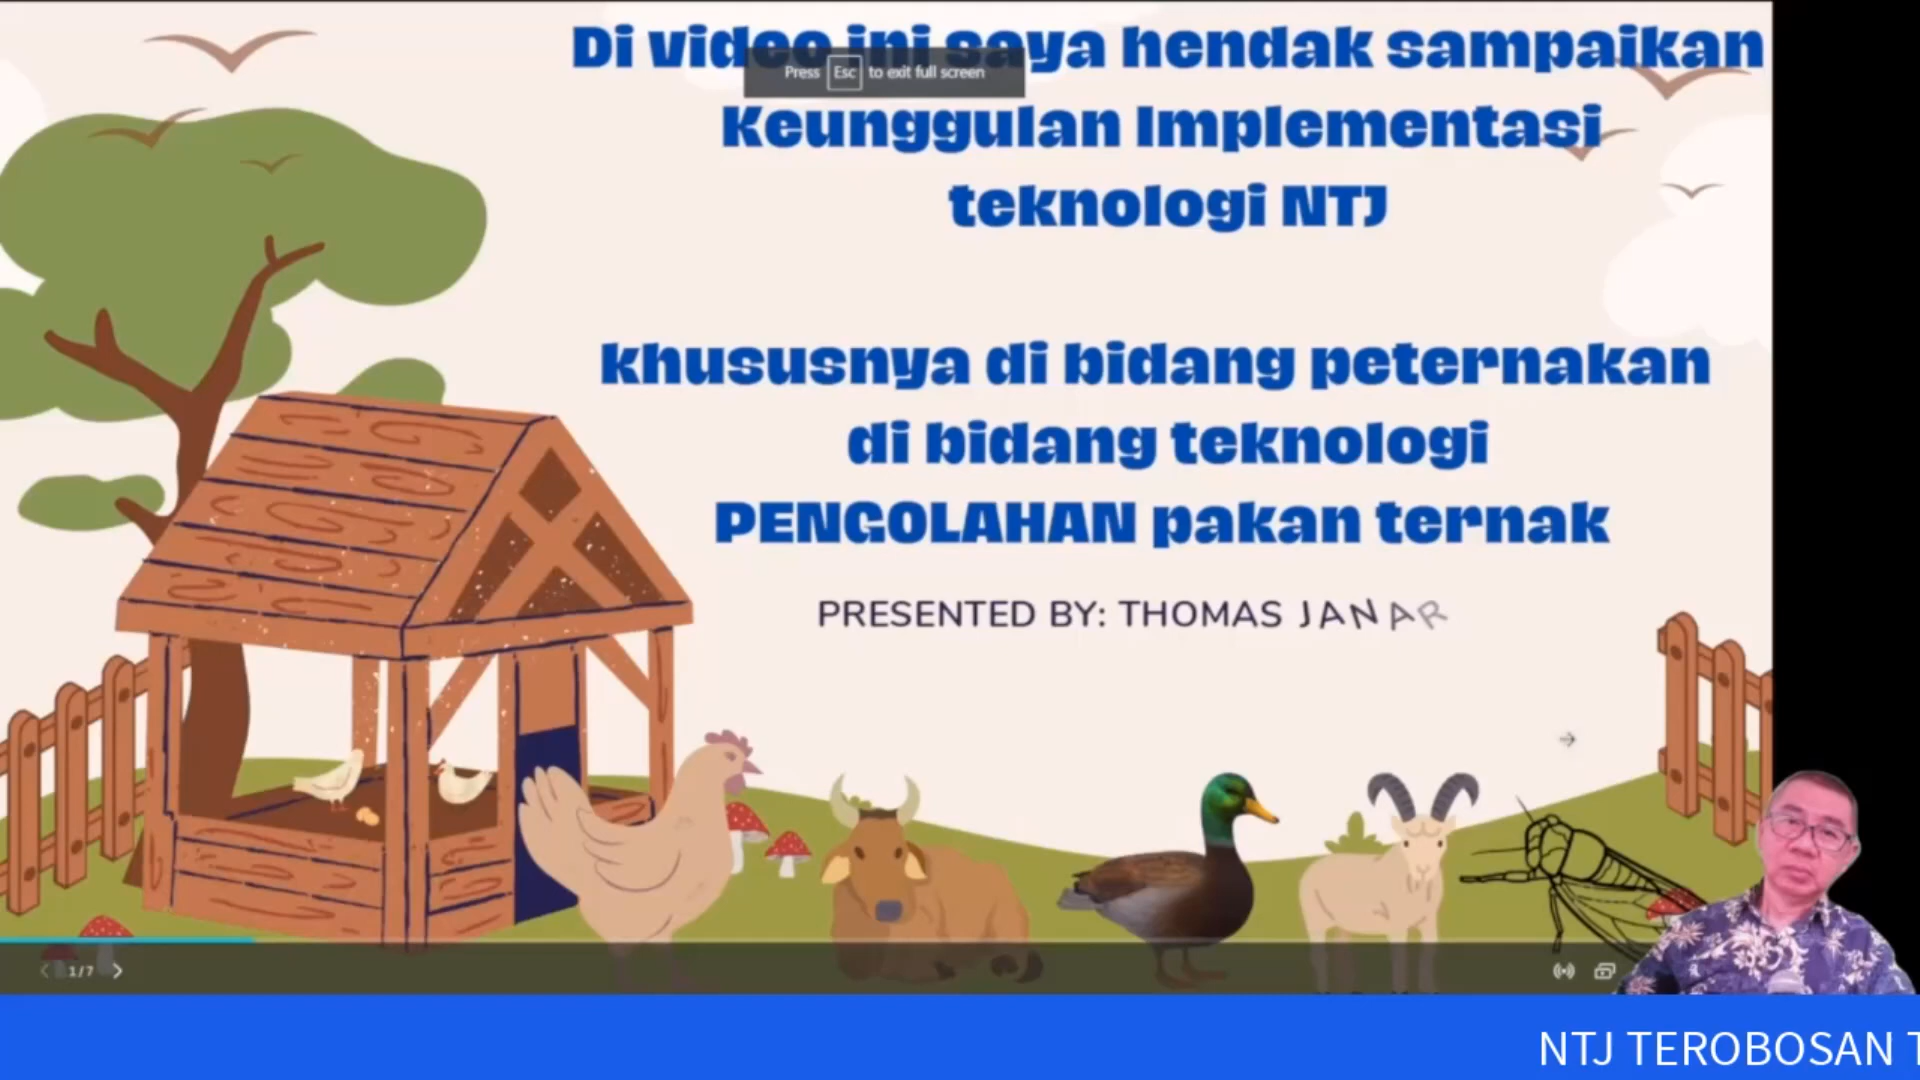 Di video ini saya hendak sampaikan
Press Esc to exit full screen
Keunggulan Implementasi
teknologi NTJ
khususnya di bidang peternakan
di bidang teknologi
PENGOLAHAN pakan ternak
PRESENTED BY: THOMAS JANAR
1/7
NTJ TEROBOSAN T